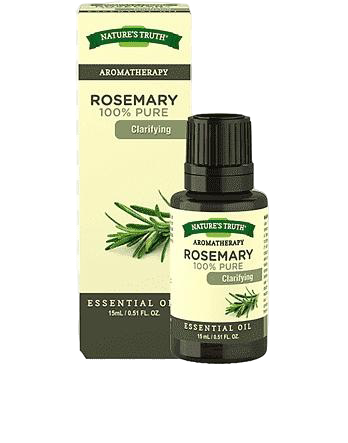 NATURE'S TRUTH®
AROMATHERAPY
ROSEMARY
100% PURE
Clarifying
ESSENTIAL OIL
15mL / 0.51 FL. OZ.
NATURE'S TRUTH®
AROMATHERAPY
ROSEMARY
100% PURE
Clarifying
ESSENTIAL OIL
15 mL / 0.51 FL. OZ.